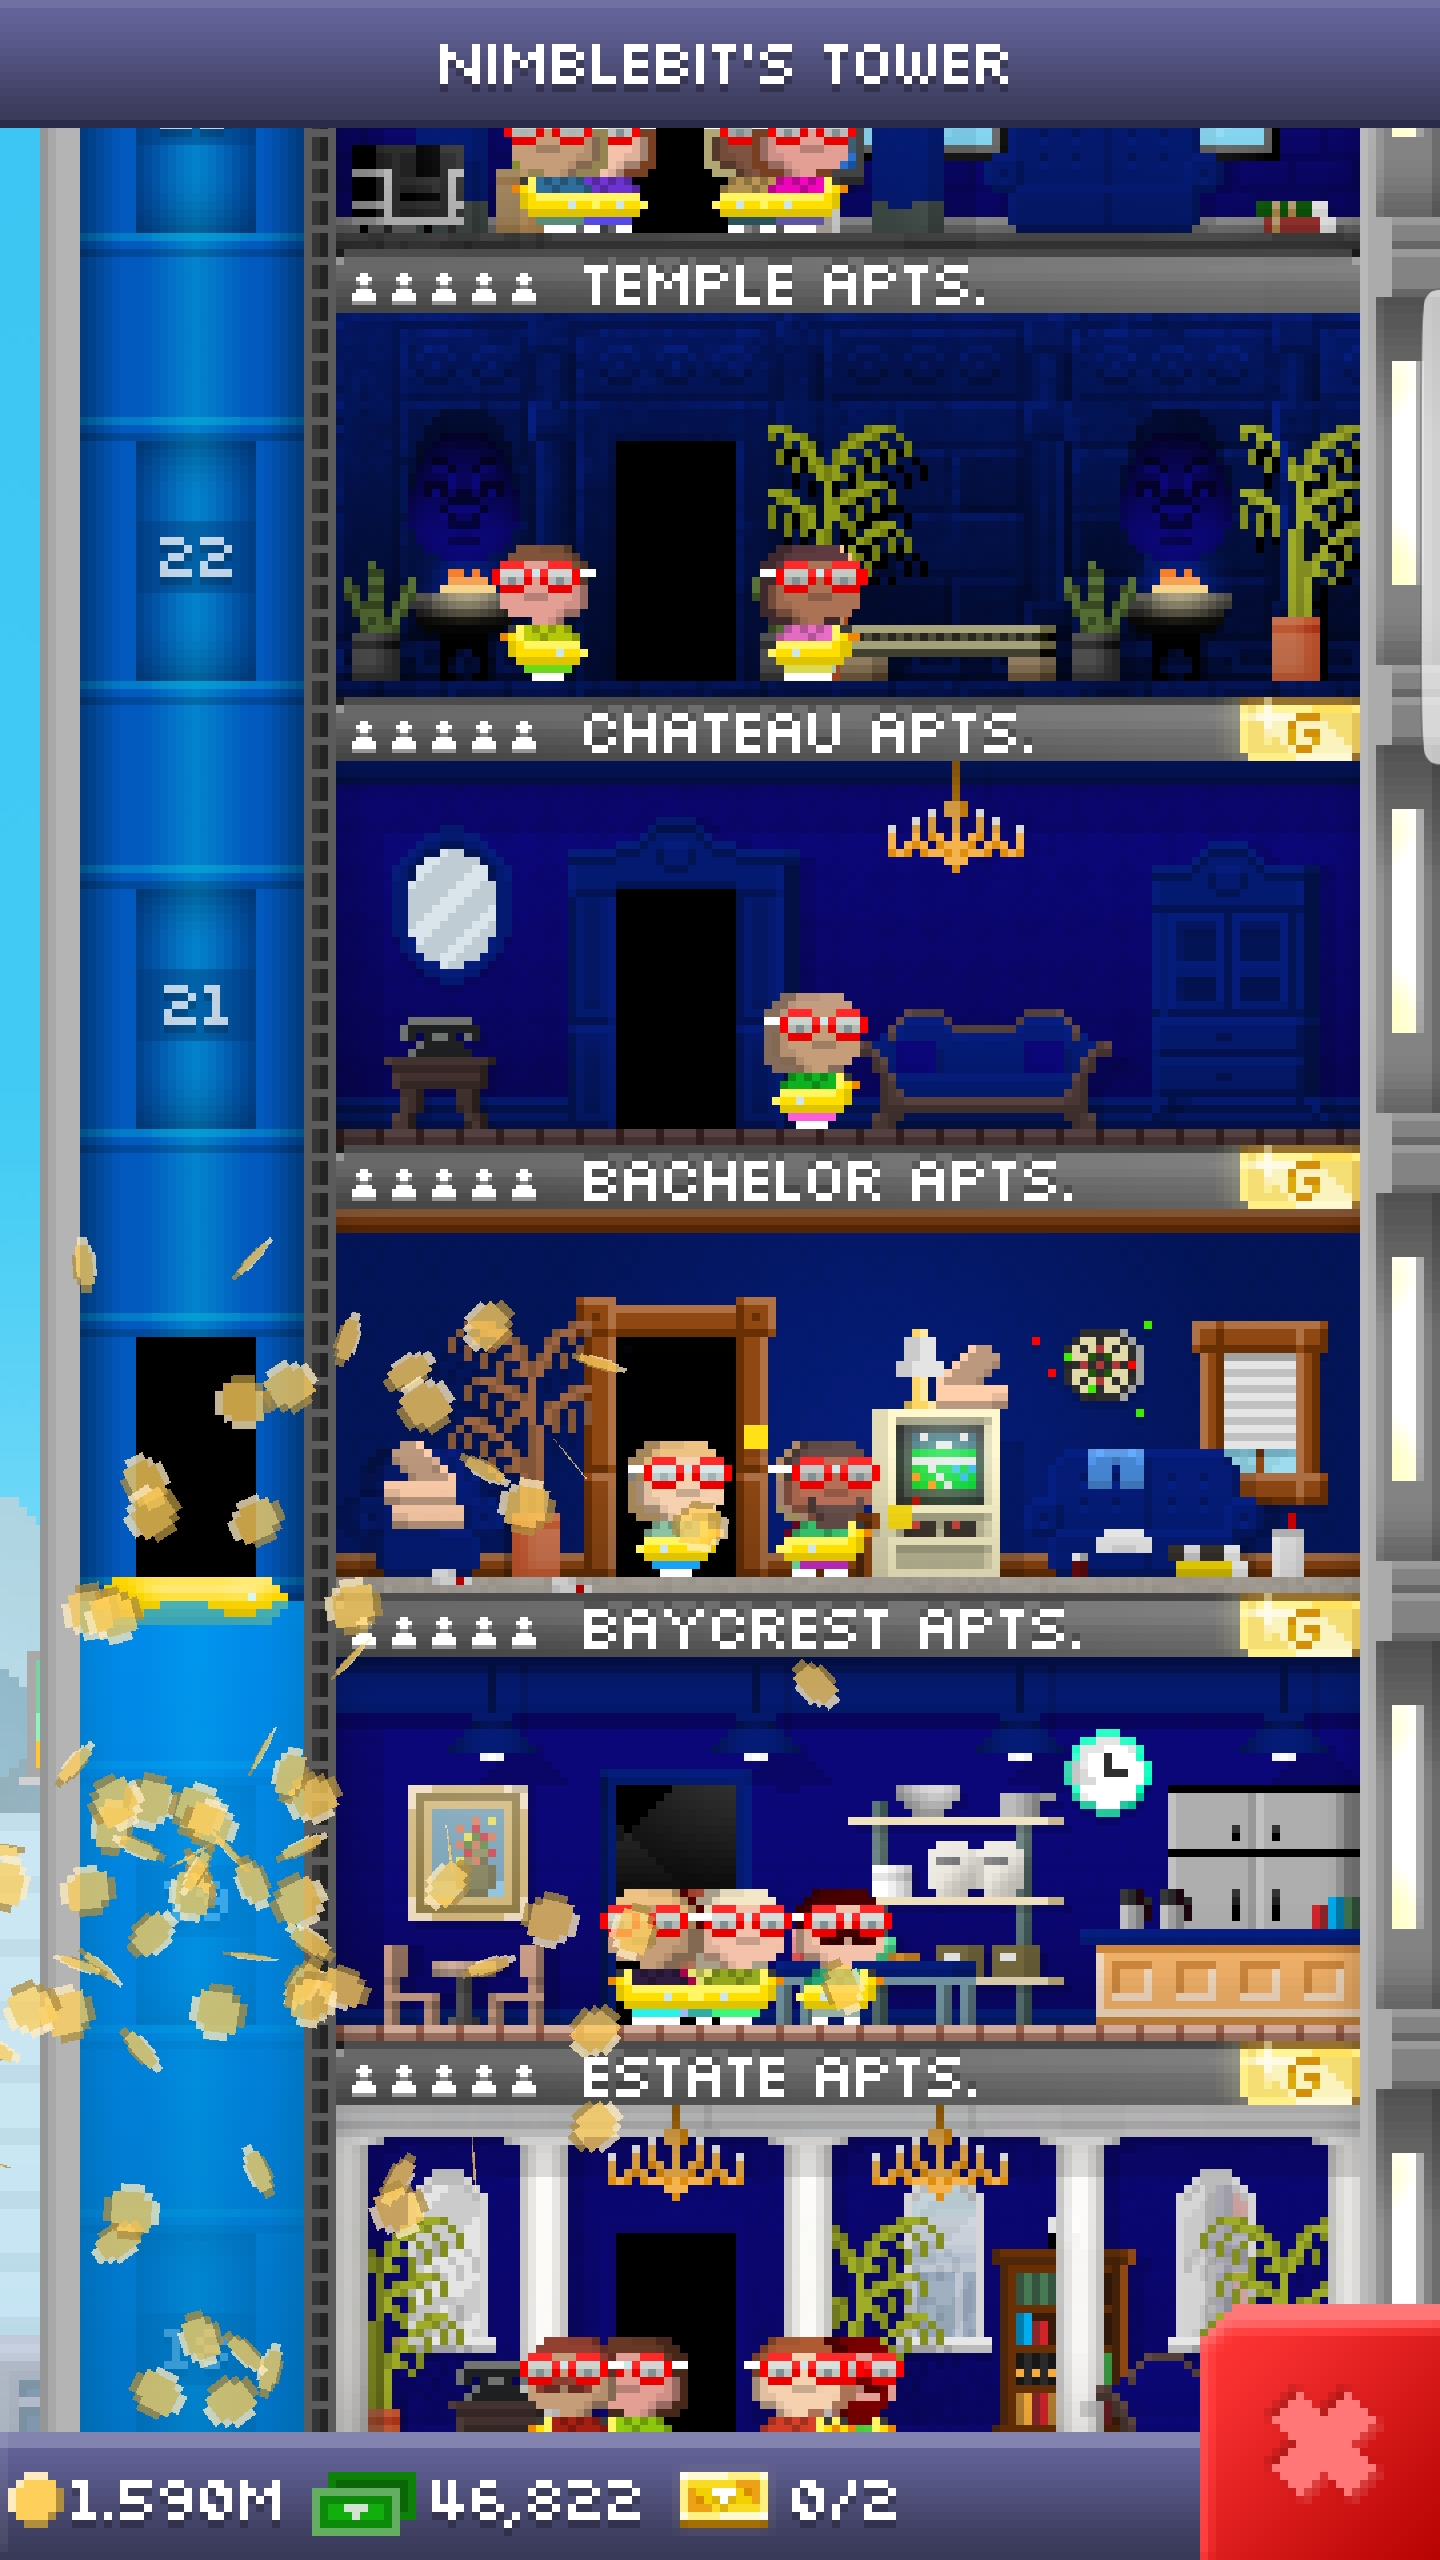 NIMBLEBIT'S TOWER
TEMPLE APTS.
22
CHATEAU APTS. G
21
BACHELOR APTS. G
BAYCREST APTS. G
ESTATE APTS. G
1.590M 46,822 0/2